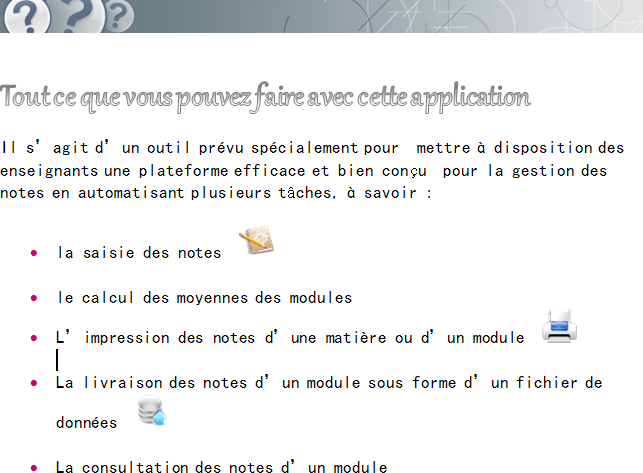 Tout ce que vous pouvez faire avec cette application
Il s’agit d’un outil prévu spécialement pour mettre à disposition des
enseignants une plateforme efficace et bien conçu pour la gestion des
notes en automatisant plusieurs tâches, à savoir :
• la saisie des notes
• le calcul des moyennes des modules
• L’impression des notes d’une matière ou d’un module
• La livraison des notes d’un module sous forme d’un fichier de
données
• La consultation des notes d’un module